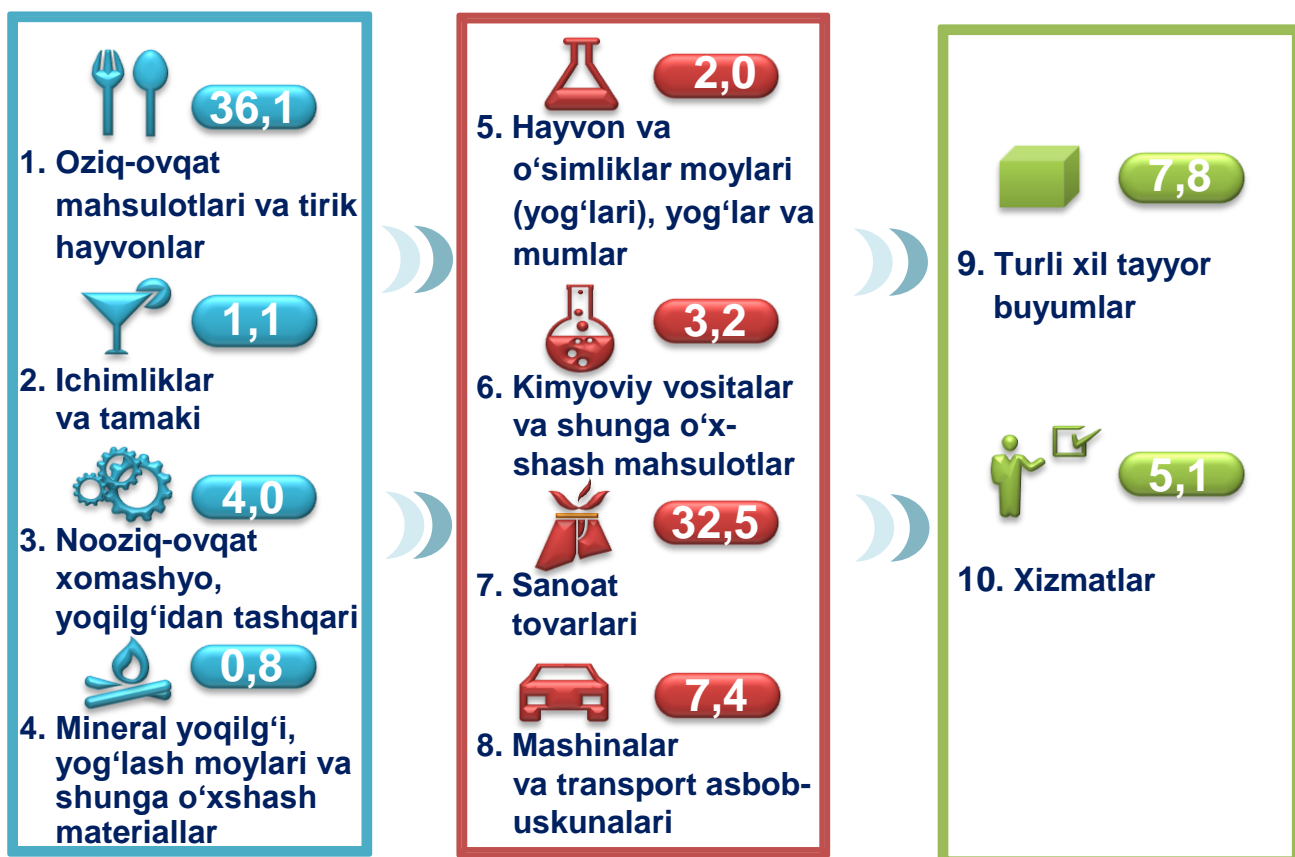 36,1
1. Oziq-ovqat
mahsulotlari va tirik
hayvonlar
1,1
2. Ichimliklar
va tamaki
4,0
3. Nooziq-ovqat
xomashyo,
yoqilg‘idan tashqari
0,8
4. Mineral yoqilg‘i,
yog‘lash moylari va
shunga o‘xshash
materiallar
2,0
5. Hayvon va
o‘simliklar moylari
(yog‘lari), yog‘lar va
mumlar
3,2
6. Kimyoviy vositalar
va shunga o‘x-
shash mahsulotlar
32,5
7. Sanoat
tovarlari
7,4
8. Mashinalar
va transport asbob-
uskunalari
7,8
9. Turli xil tayyor
buyumlar
5,1
10. Xizmatlar